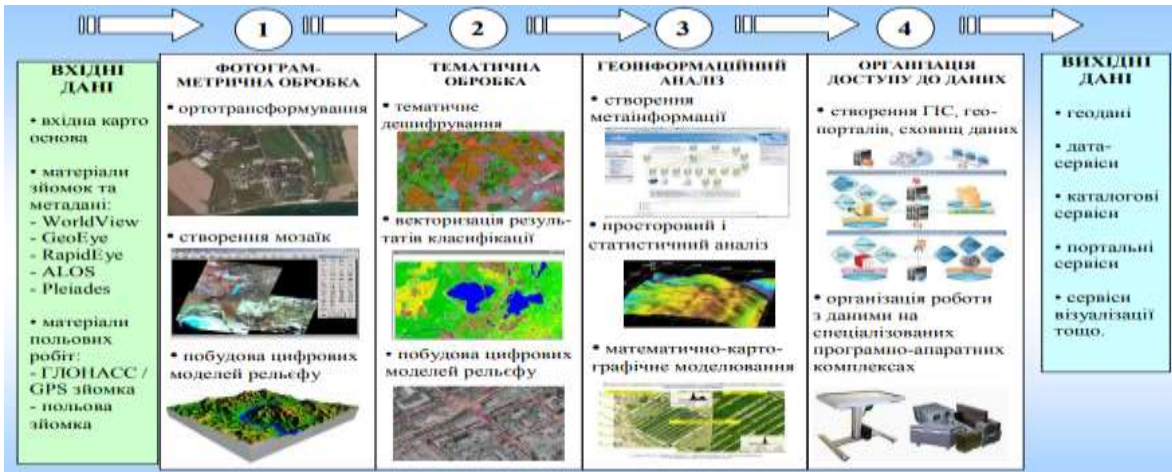 1
2
3
4
ВХІДНІ
ДАНІ
• вхідна карто
основа
• матеріали
зйомок та
метадані:
- WorldView
- GeoEye
- RapidEye
- ALOS
- Pleiades
• матеріали
польових
робіт:
- ГЛОНАСС /
GPS зйомка
- польова
зйомка
ФОТОГРАМ-
МЕТРИЧНА ОБРОБКА
• ортотрансформування
• створення мозаїк
• побудова цифрових
моделей рельєфу
ТЕМАТИЧНА
ОБРОБКА
• тематичне
дешифрування
• векторизація резуль-
татів класифікації
• побудова цифрових
моделей рельєфу
ГЕОІНФОРМАЦІЙНИЙ
АНАЛІЗ
• створення
метаінформації
• просторовий і
статистичний аналіз
• математично-карто-
графічне моделювання
ОРГАНІЗАЦІЯ
ДОСТУПУ ДО ДАНИХ
• створення ГІС, гео-
порталів, сховищ даних
• організація роботи
з даними на
спеціалізованих
програмно-апаратних
комплексах
ВИХІДНІ
ДАНІ
• геодані
• дата-
сервіси
• каталогові
сервіси
• портальні
сервіси
• сервіси
візуалізації
тощо.